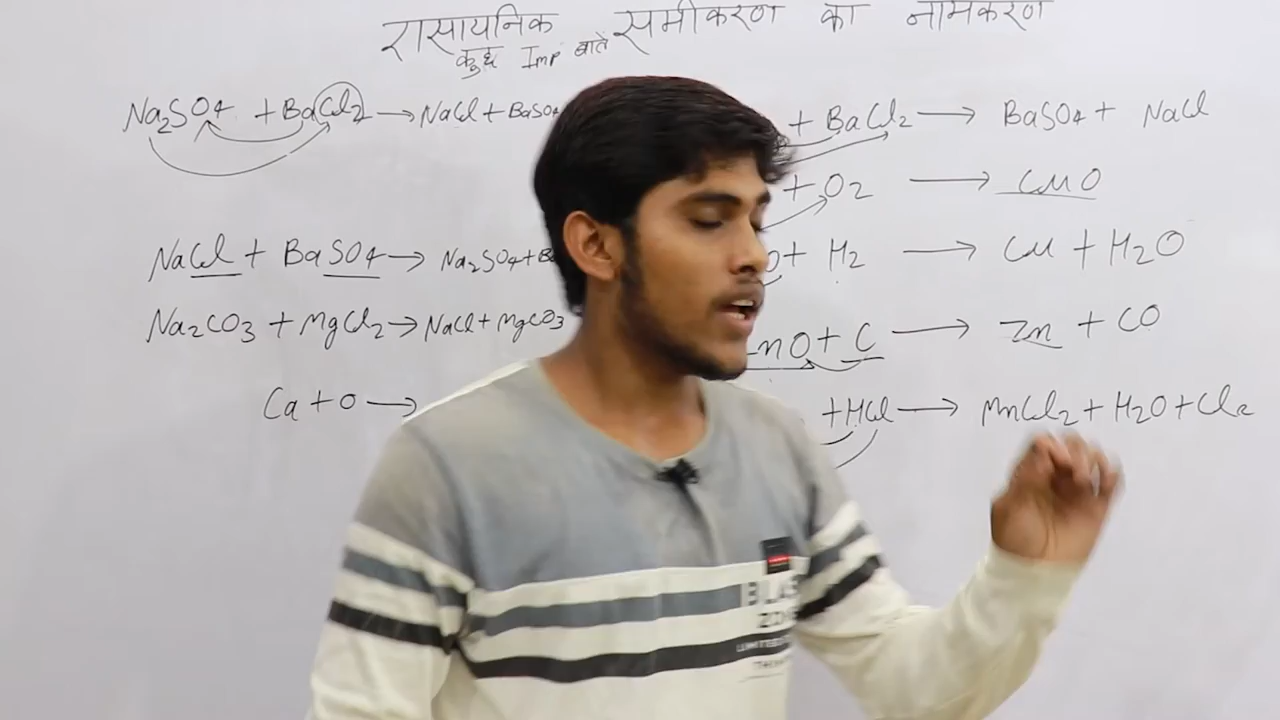 रासायनिक समीकरण का नामकरण
कुछ Imp बाते
Na₂SO₄ + BaCl₂ → NaCl + BaSO₄
+ BaCl₂ → BaSO₄ + NaCl
+ O₂ → CuO
NaCl + BaSO₄ → Na₂SO₄ +
+ H₂ → Cu + H₂O
Na₂CO₃ + MgCl₂ → NaCl + MgCO₃
ZnO + C → Zn + CO
Ca + O →
+ HCl → MnCl₂ + H₂O + Cl₂